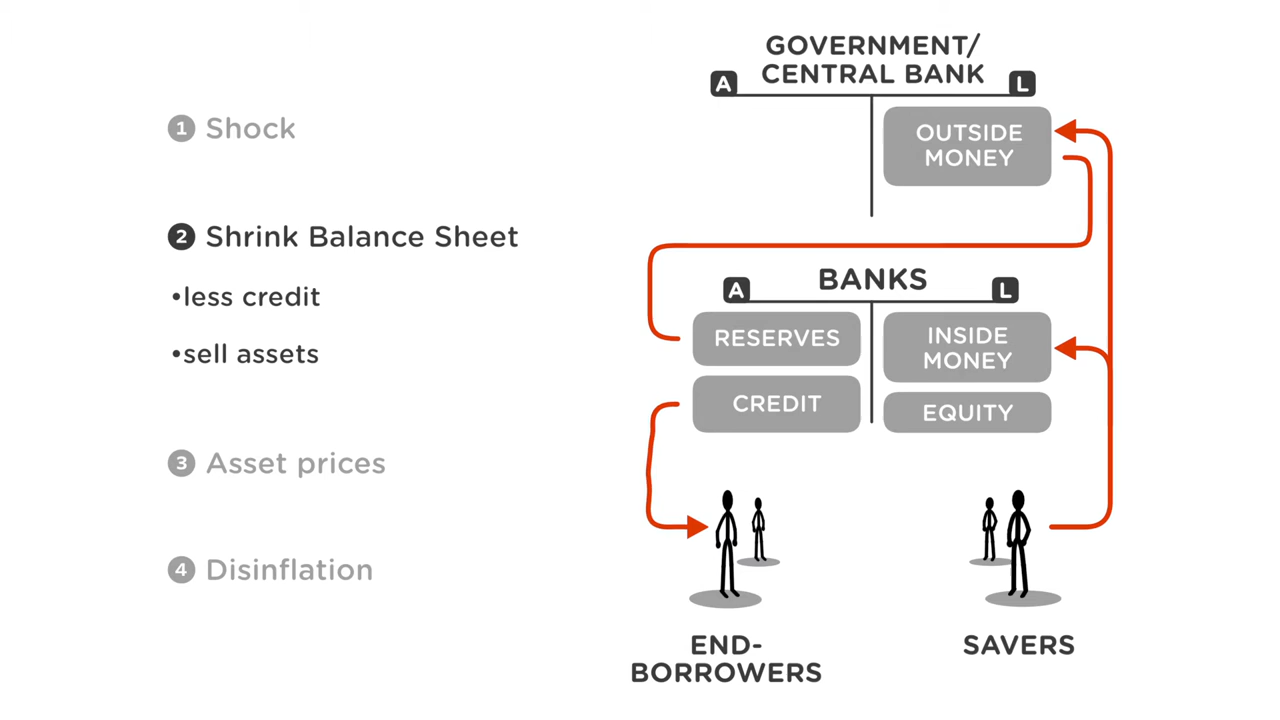 1 Shock
2 Shrink Balance Sheet
•less credit
•sell assets
3 Asset prices
4 Disinflation
GOVERNMENT/
CENTRAL BANK
A L
OUTSIDE
MONEY
BANKS
A L
RESERVES
CREDIT
INSIDE
MONEY
EQUITY
END-
BORROWERS
SAVERS